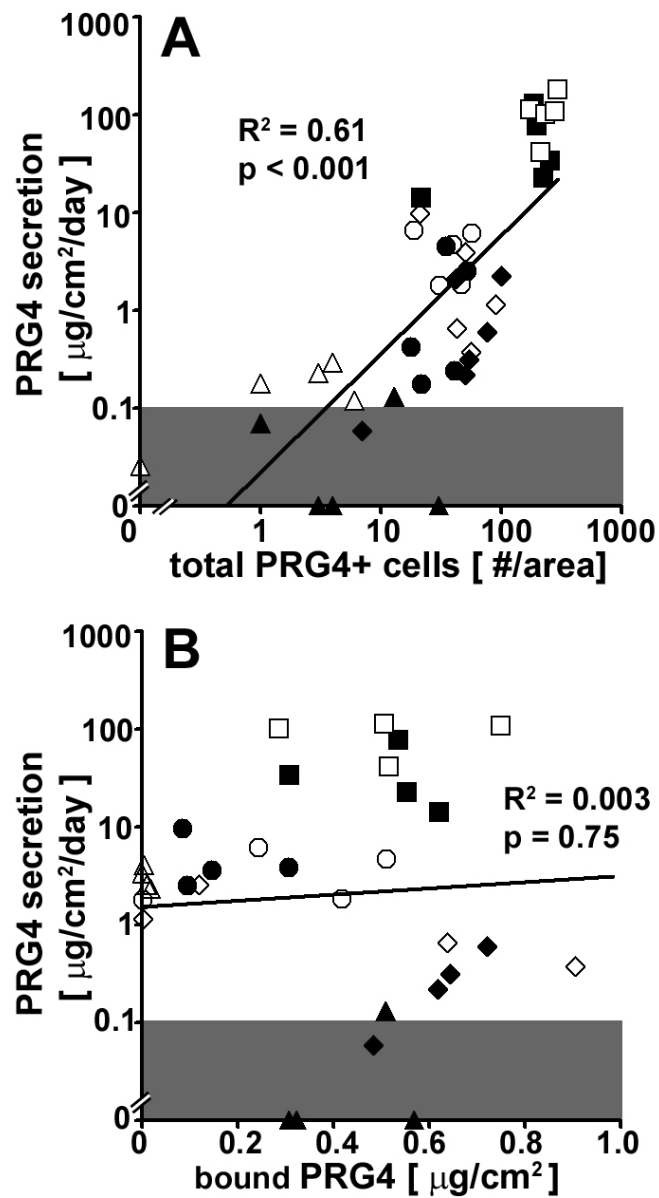 A
1000
100
10
1
0.1
0
PRG4 secretion
[ µg/cm²/day ]
R² = 0.61
p < 0.001
0 1 10 100 1000
total PRG4+ cells [ #/area]
B
1000
100
10
1
0.1
0
PRG4 secretion
[ µg/cm²/day ]
R² = 0.003
p = 0.75
0 0.2 0.4 0.6 0.8 1.0
bound PRG4 [ µg/cm² ]